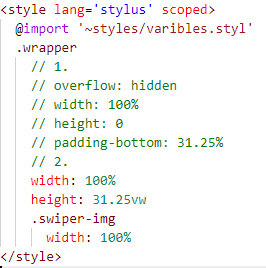 <style lang='stylus' scoped>
@import '~styles/varibles.styl'
.wrapper
// 1.
// overflow: hidden
// width: 100%
// height: 0
// padding-bottom: 31.25%
// 2.
width: 100%
height: 31.25vw
.swiper-img
width: 100%
</style>